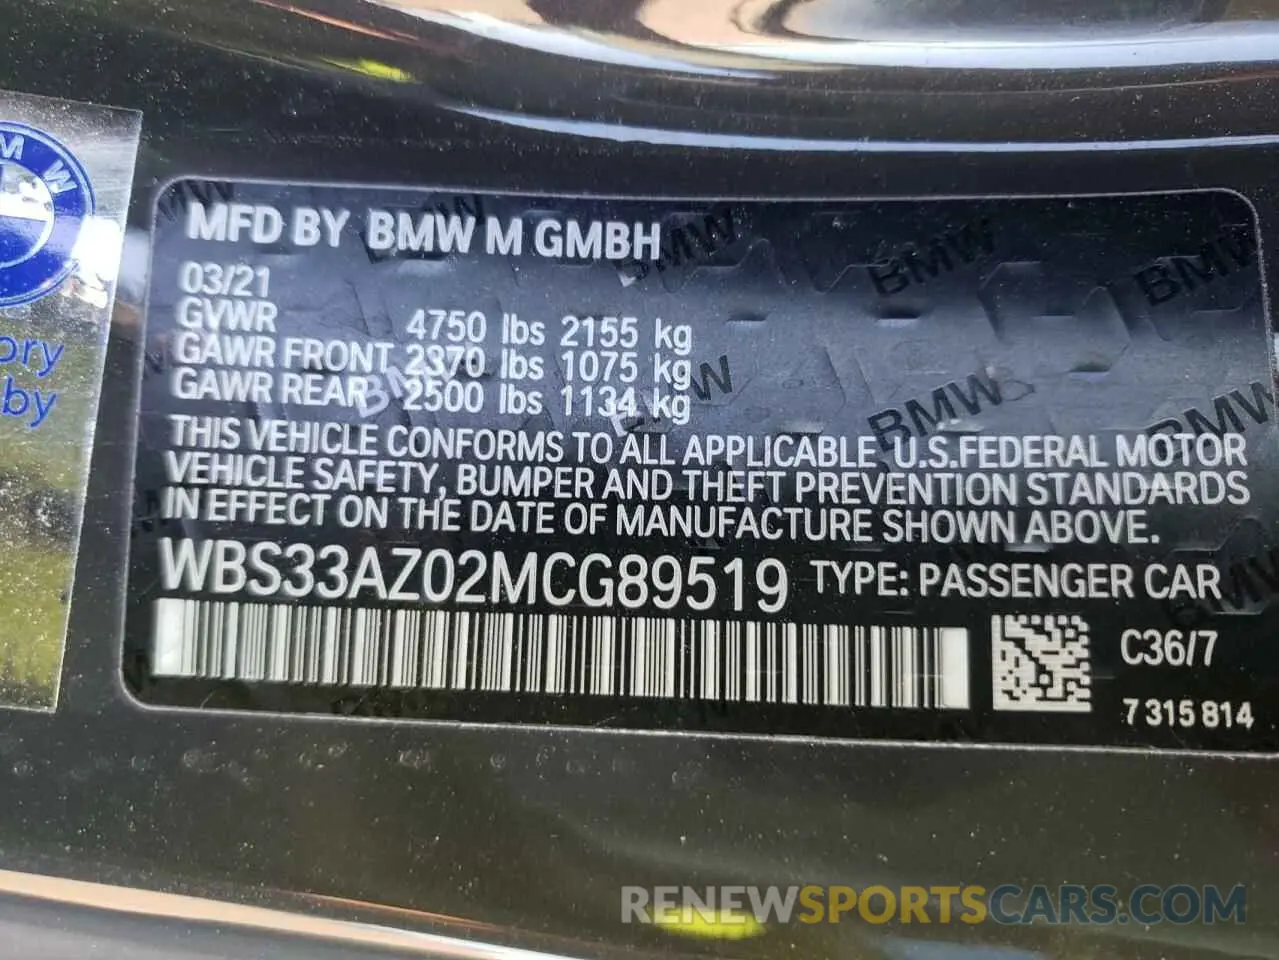 BMW
ory
by
MFD BY BMW M GMBH
03/21
GVWR 4750 lbs 2155 kg
GAWR FRONT 2370 lbs 1075 kg
GAWR REAR 2500 lbs 1134 kg
THIS VEHICLE CONFORMS TO ALL APPLICABLE U.S.FEDERAL MOTOR
VEHICLE SAFETY, BUMPER AND THEFT PREVENTION STANDARDS
IN EFFECT ON THE DATE OF MANUFACTURE SHOWN ABOVE.
WBS33AZ02MCG89519 TYPE: PASSENGER CAR
C36/7
7 315 814
RENEWSPORTSCARS.COM